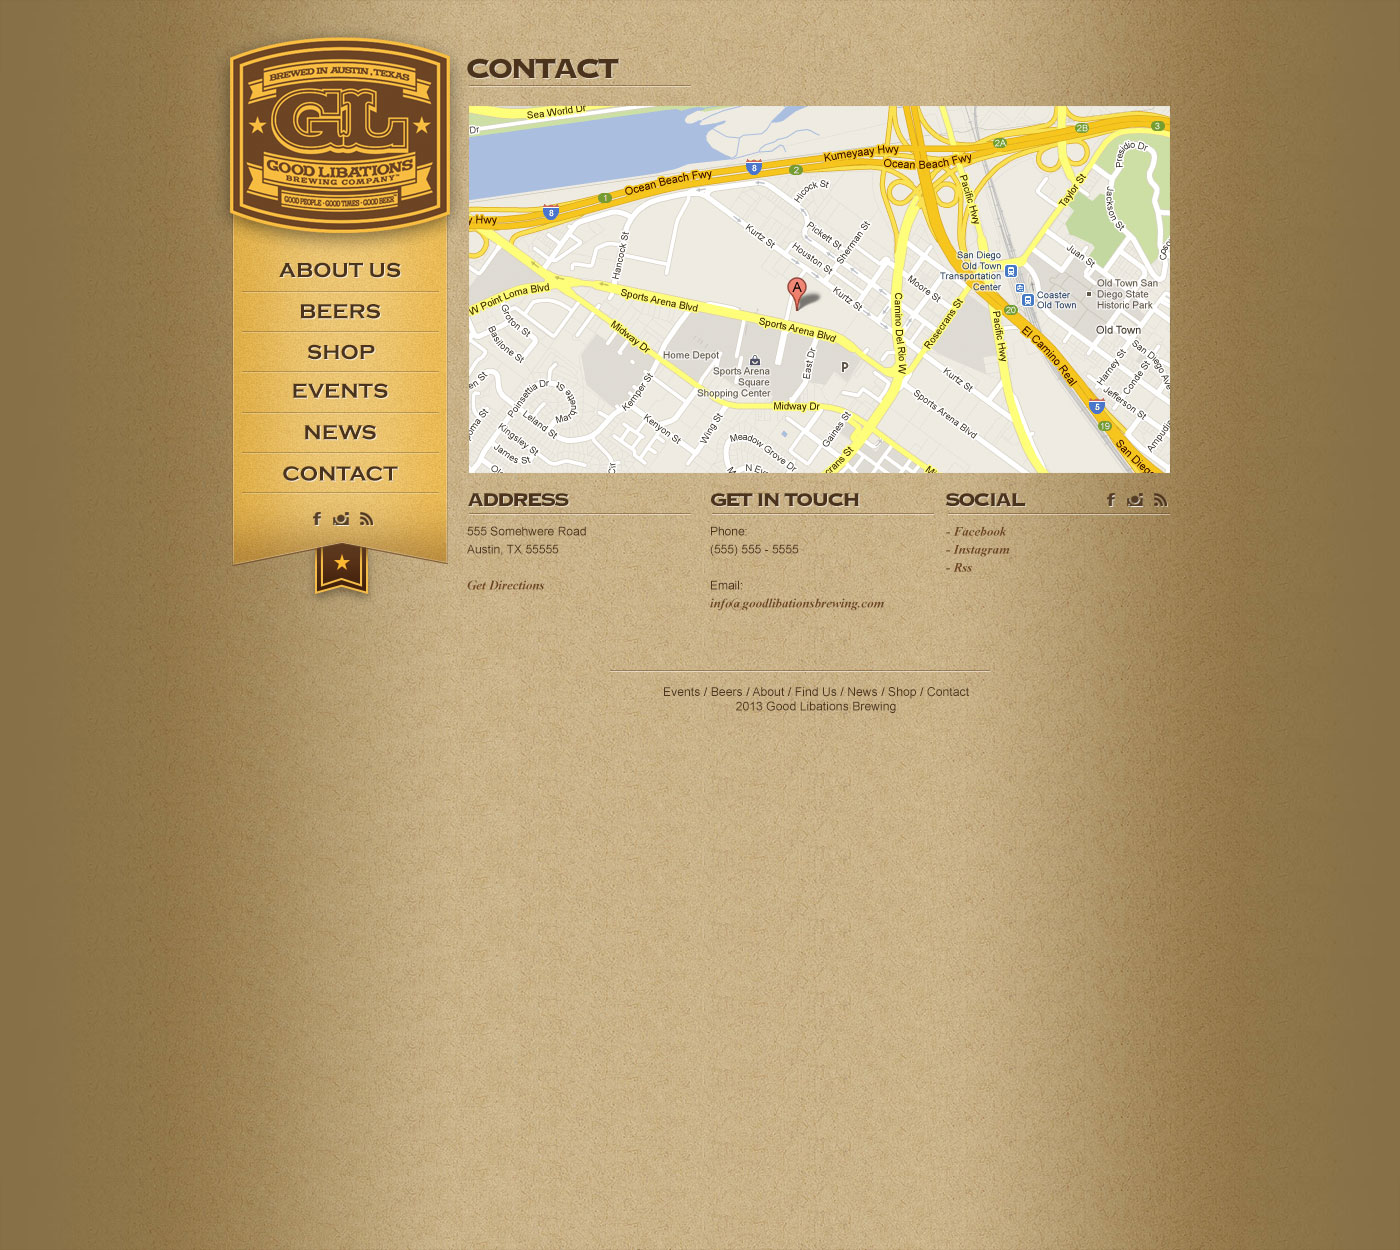 BREWED IN AUSTIN, TEXAS
GL
GOOD LIBATIONS
BREWING COMPANY
GOOD PEOPLE · GOOD TIMES · GOOD BEER
ABOUT US
BEERS
SHOP
EVENTS
NEWS
CONTACT
CONTACT
Sea World Dr
Dr
Kumeyaay Hwy
Ocean Beach Fwy
Ocean Beach Fwy
8
2
1
8
y Hwy
2A
2B
3
Presidio Dr
Jackson St
Taylor St
Pacific Hwy
Hicock St
Pickett St
Sherman St
Kurtz St
Houston St
Hancock St
Kurtz St
Moore St
Juan St
San Diego
Old Town
Transportation
Center
Coaster
Old Town
Old Town San
Diego State
Historic Park
Old Town
W Point Loma Blvd
Sports Arena Blvd
A
Sports Arena Blvd
Camino Del Rio W
Rosecrans St
Pacific Hwy
20
El Camino Real
Groton St
Basilone St
Midway Dr
Home Depot
Sports Arena
Square
Shopping Center
East Dr
P
Harney St
Conde St
San Diego Ave
Jefferson St
Kurtz St
Sports Arena Blvd
5
19
San Diego
en St
oma St
Poinsettia Dr
Leland St
Kingsley St
James St
Kemper St
Kenyon St
Wing St
Midway Dr
Gaines St
Meadow Grove Dr
crans St
ADDRESS
555 Somehwere Road
Austin, TX 55555
Get Directions
GET IN TOUCH
Phone:
(555) 555 - 5555
Email:
info@goodlibationsbrewing.com
SOCIAL
- Facebook
- Instagram
- Rss
Events / Beers / About / Find Us / News / Shop / Contact
2013 Good Libations Brewing